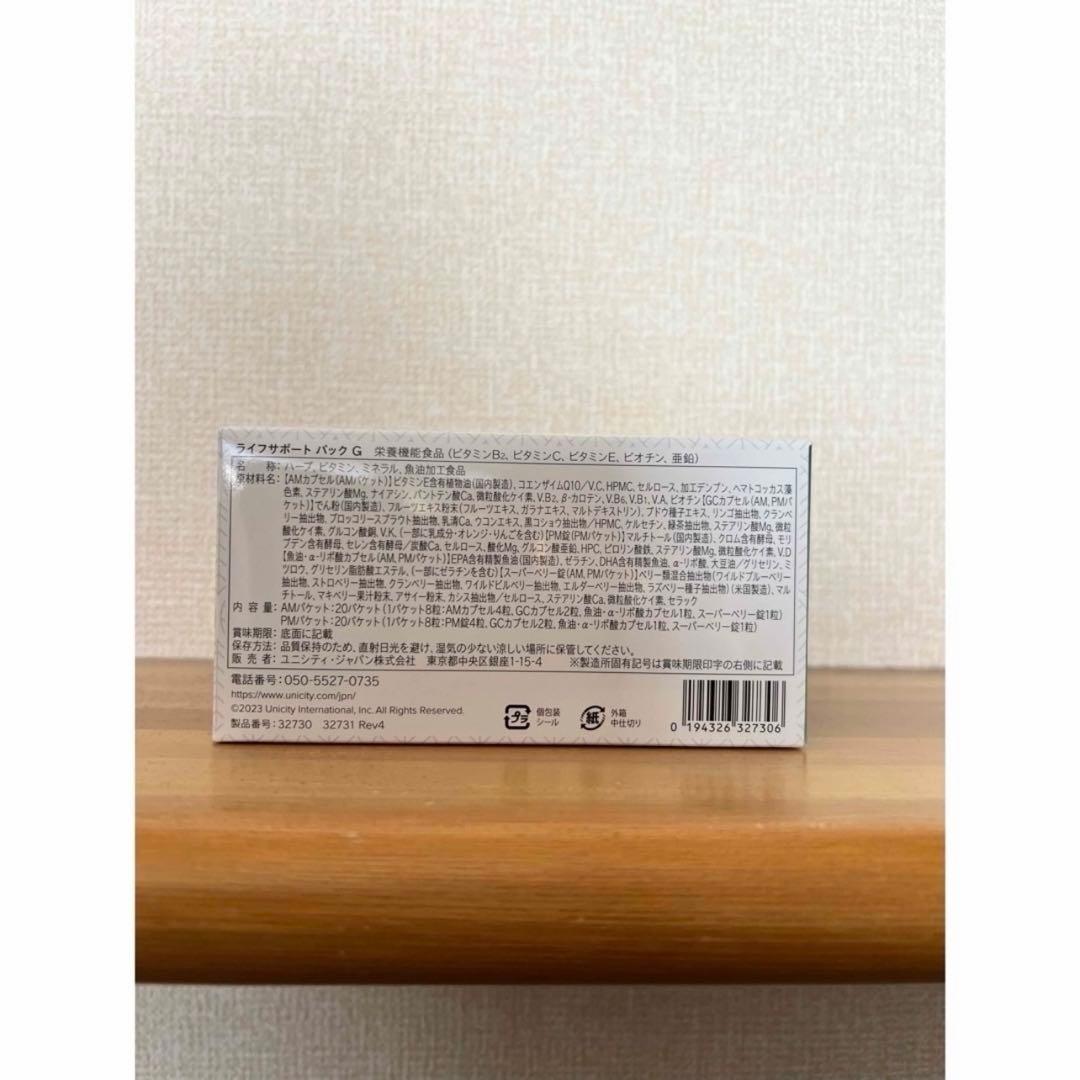 ライフサポート パック G 栄養機能食品 (ビタミンB2、ビタミンC、ビタミンE、ビオチン、亜鉛)
名 称: ハーブ、ビタミン、ミネラル、魚油加工食品
原材料名:【AMカプセル(AMパケット)】ビタミンE含有植物油(国内製造)、コエンザイムQ10/V.C、HPMC、セルロース、加工デンプン、ヘマトコッカス藻
色素、ステアリン酸Mg、ナイアシン、パントテン酸Ca、微粒酸化ケイ素、V.B2、β-カロテン、V.B6、V.B1、V.A、ビオチン【GCカプセル(AM、PMパ
ケット)】でん粉(国内製造)、フルーツエキス粉末(フルーツエキス、ガラナエキス、マルトデキストリン)、ブドウ種子エキス、リンゴ抽出物、クランベ
リー抽出物、ブロッコリースプラウト抽出物、乳清Ca、ウコンエキス、黒コショウ抽出物/HPMC、ケルセチン、緑茶抽出物、ステアリン酸Mg、微粒
酸化ケイ素、グルコン酸銅、V.K、(一部に乳成分・オレンジ・りんごを含む)【PM錠(PMパケット)】マルチトール(国内製造)、クロム含有酵母、モリ
ブデン含有酵母、セレン含有酵母/炭酸Ca、セルロース、酸化Mg、グルコン酸亜鉛、HPC、ピロリン酸鉄、ステアリン酸Mg、微粒酸化ケイ素、V.D
【魚油・α-リポ酸カプセル(AM、PMパケット)】EPA含有精製魚油(国内製造)、ゼラチン、DHA含有精製魚油、α-リポ酸、大豆油/グリセリン、ミ
ツロウ、グリセリン脂肪酸エステル、(一部にゼラチンを含む)【スーパーベリー錠(AM、PMパケット)】ベリー類混合抽出物(ワイルドブルーベリー
抽出物、ストロベリー抽出物、クランベリー抽出物、ワイルドビルベリー抽出物、エルダーベリー抽出物、ラズベリー種子抽出物)(米国製造)、マル
チトール、マキベリー果汁粉末、アサイー粉末、カシス抽出物/セルロース、ステアリン酸Ca、微粒酸化ケイ素、セラック
内 容 量: AMパケット:20パケット(1パケット8粒:AMカプセル4粒、GCカプセル2粒、魚油・α-リポ酸カプセル1粒、スーパーベリー錠1粒)
PMパケット:20パケット(1パケット8粒:PM錠4粒、GCカプセル2粒、魚油・α-リポ酸カプセル1粒、スーパーベリー錠1粒)
賞味期限: 底面に記載
保存方法: 品質保持のため、直射日光を避け、湿気の少ない涼しい場所に保管してください。
販 売 者: ユニシティ・ジャパン株式会社 東京都中央区銀座1-15-4 ※製造所固有記号は賞味期限印字の右側に記載
電話番号:050-5527-0735
https://www.unicity.com/jpn/
©2023 Unicity International, Inc. All Rights Reserved.
製品番号: 32730 32731 Rev4
プラ 個包装 シール
紙 外箱 中仕切り
0 194326 327306